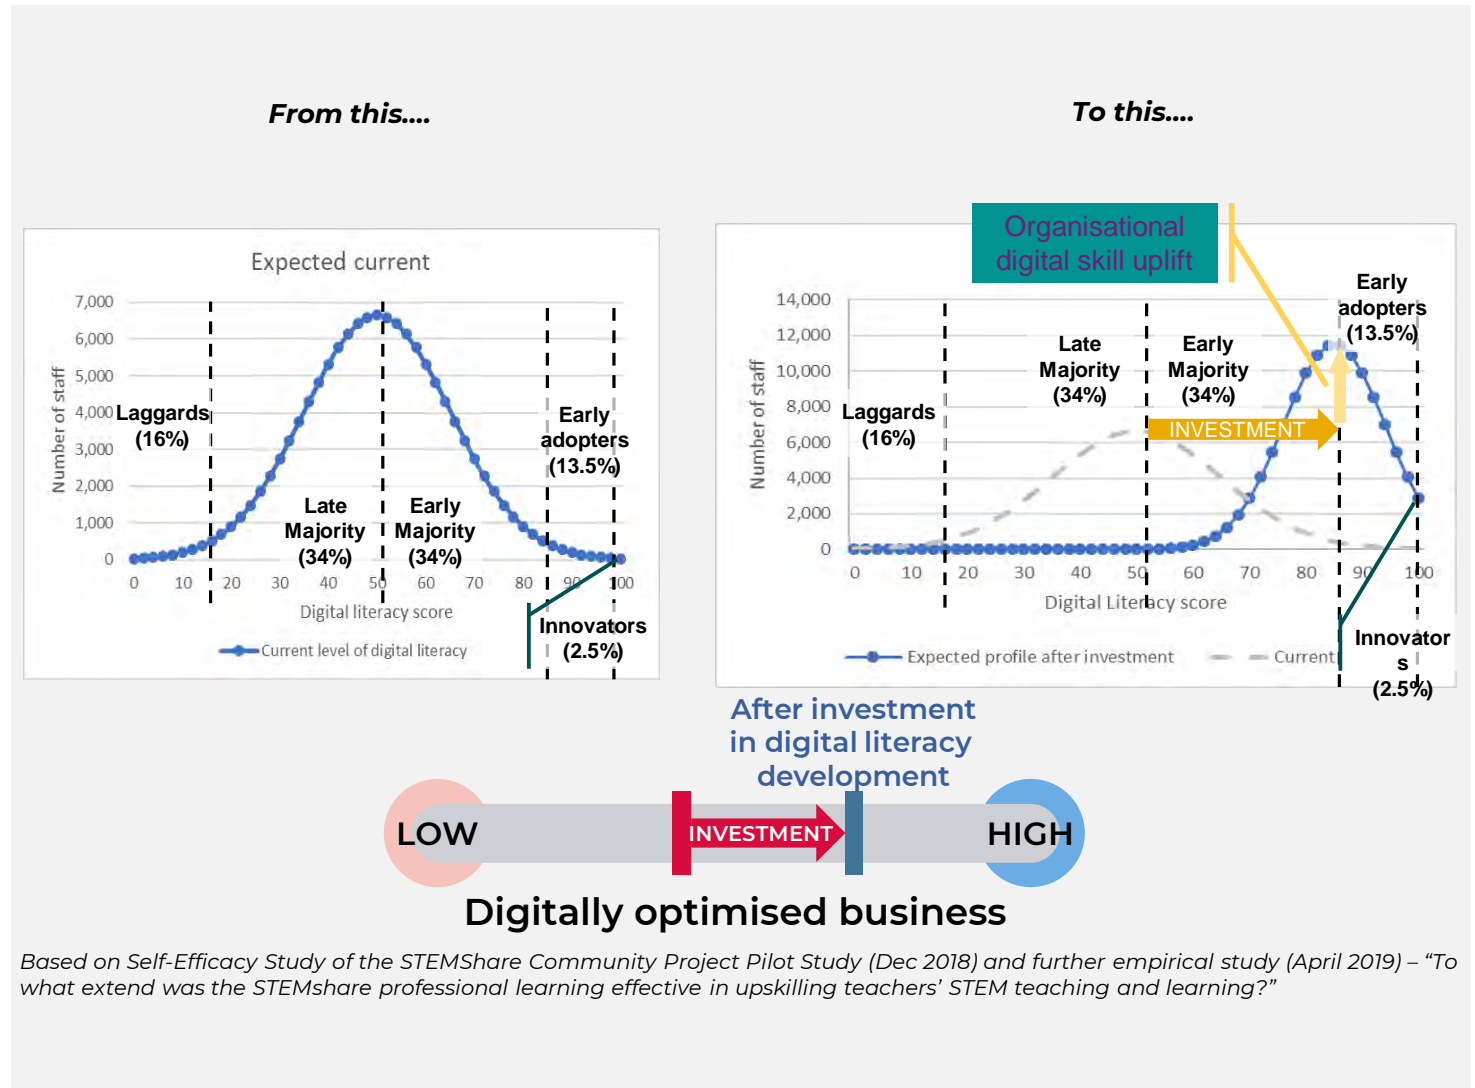 From this....
To this....
Expected current
7,000
6,000
5,000
4,000
3,000
2,000
1,000
0
Number of staff
Laggards
(16%)
Late
Majority
(34%)
Early
Majority
(34%)
Early
adopters
(13.5%)
0 10 20 30 40 50 60 70 80 90 100
Digital literacy score
Innovators
(2.5%)
Current level of digital literacy
Organisational
digital skill uplift
14,000
12,000
10,000
8,000
6,000
4,000
2,000
0
Number of staff
Laggards
(16%)
Late
Majority
(34%)
Early
Majority
(34%)
Early
adopters
(13.5%)
INVESTMENT
0 10 20 30 40 50 60 70 80 90 100
Digital Literacy score
Expected profile after investment
Current
Innovator
s
(2.5%)
After investment
in digital literacy
development
LOW
INVESTMENT
HIGH
Digitally optimised business
Based on Self-Efficacy Study of the STEMShare Community Project Pilot Study (Dec 2018) and further empirical study (April 2019) – “To
what extend was the STEMshare professional learning effective in upskilling teachers’ STEM teaching and learning?”